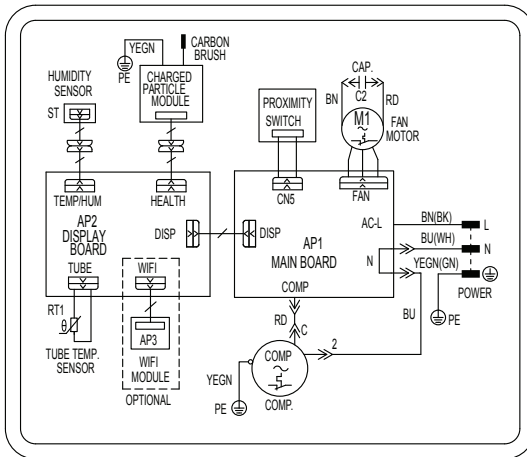 YEGN
CARBON
BRUSH
PE
HUMIDITY
SENSOR
ST
CHARGED
PARTICLE
MODULE
CAP.
BN
C2
RD
PROXIMITY
SWITCH
M1
FAN
MOTOR
TEMP/HUM
HEALTH
CN5
FAN
AP2
DISPLAY
BOARD
DISP
DISP
AP1
MAIN BOARD
AC-L
N
COMP
BN(BK)
L
BU(WH)
N
YEGN(GN)
POWER
PE
BU
TUBE
WIFI
RT1
θ
TUBE TEMP.
SENSOR
AP3
WIFI
MODULE
OPTIONAL
RD
C
COMP
2
YEGN
PE
COMP.